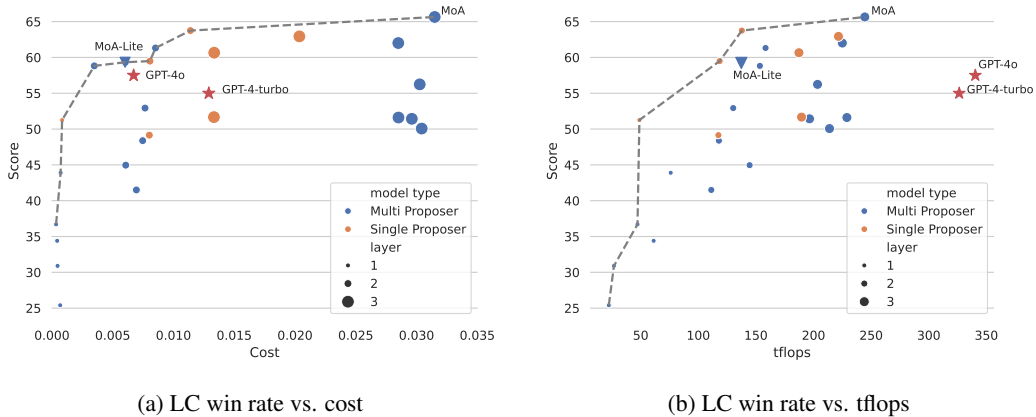 65
60
55
50
45
40
35
30
25
Score
0.000
0.005
0.010
0.015
0.020
0.025
0.030
0.035
Cost
MoA
MoA-Lite
GPT-4o
GPT-4-turbo
model type
Multi Proposer
Single Proposer
layer
1
2
3
(a) LC win rate vs. cost
65
60
55
50
45
40
35
30
25
Score
50
100
150
200
250
300
350
tflops
MoA
MoA-Lite
GPT-4o
GPT-4-turbo
model type
Multi Proposer
Single Proposer
layer
1
2
3
(b) LC win rate vs. tflops